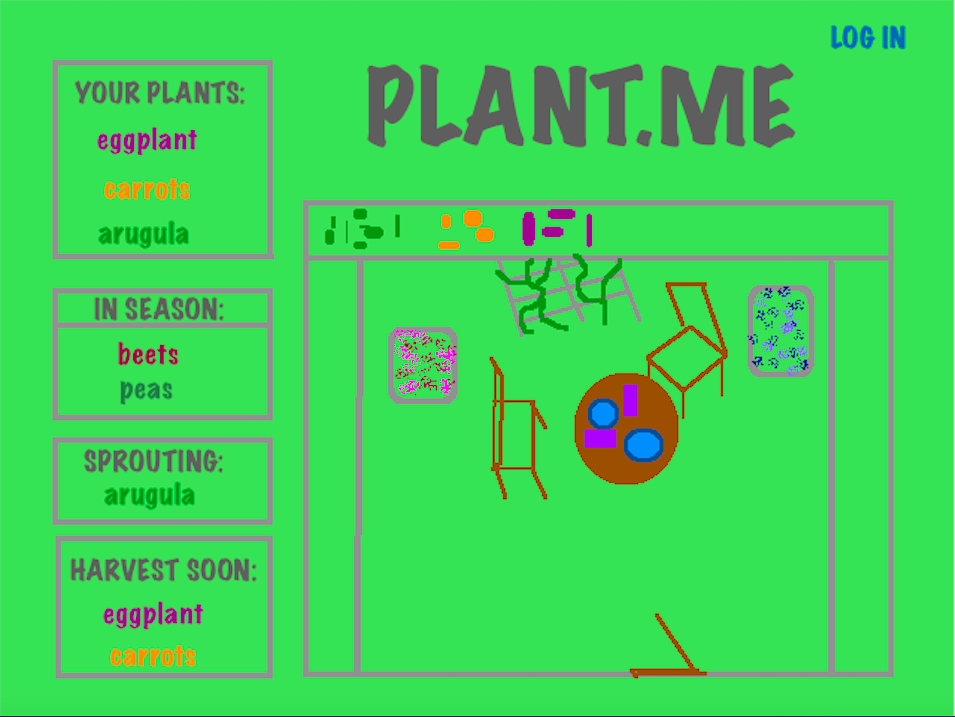 LOG IN
PLANT.ME
YOUR PLANTS:
eggplant
carrots
arugula
IN SEASON:
beets
peas
SPROUTING:
arugula
HARVEST SOON:
eggplant
carrots